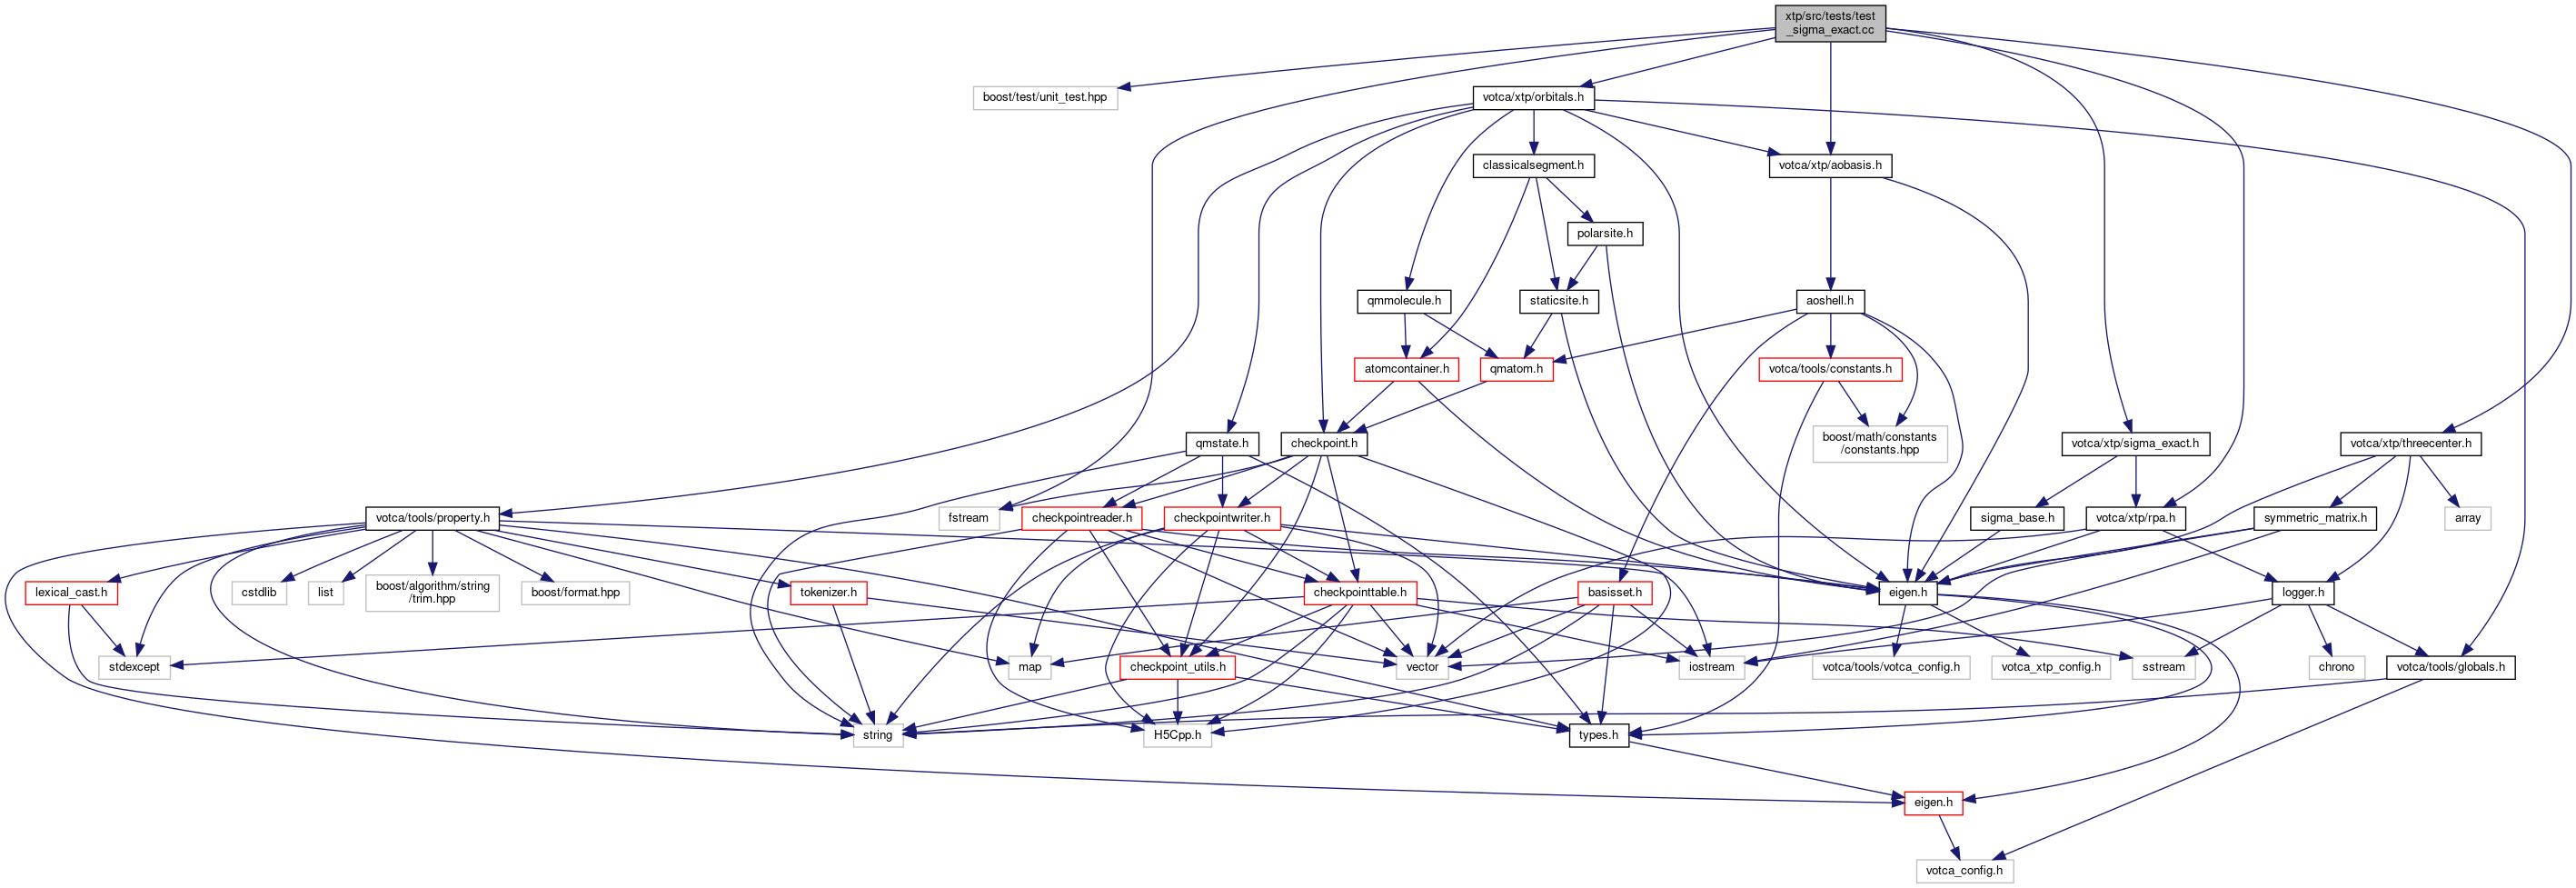 xtp/src/tests/test
_sigma_exact.cc
boost/test/unit_test.hpp
votca/xtp/orbitals.h
classicalsegment.h
votca/xtp/aobasis.h
polarsite.h
qmmolecule.h
staticsite.h
aoshell.h
atomcontainer.h
qmatom.h
votca/tools/constants.h
qmstate.h
checkpoint.h
boost/math/constants
/constants.hpp
votca/xtp/sigma_exact.h
votca/xtp/threecenter.h
votca/tools/property.h
fstream
checkpointreader.h
checkpointwriter.h
sigma_base.h
votca/xtp/rpa.h
symmetric_matrix.h
array
lexical_cast.h
cstdlib
list
boost/algorithm/string
/trim.hpp
boost/format.hpp
tokenizer.h
checkpointtable.h
basisset.h
eigen.h
logger.h
stdexcept
map
checkpoint_utils.h
vector
iostream
votca/tools/votca_config.h
votca_xtp_config.h
sstream
chrono
votca/tools/globals.h
string
H5Cpp.h
types.h
eigen.h
votca_config.h